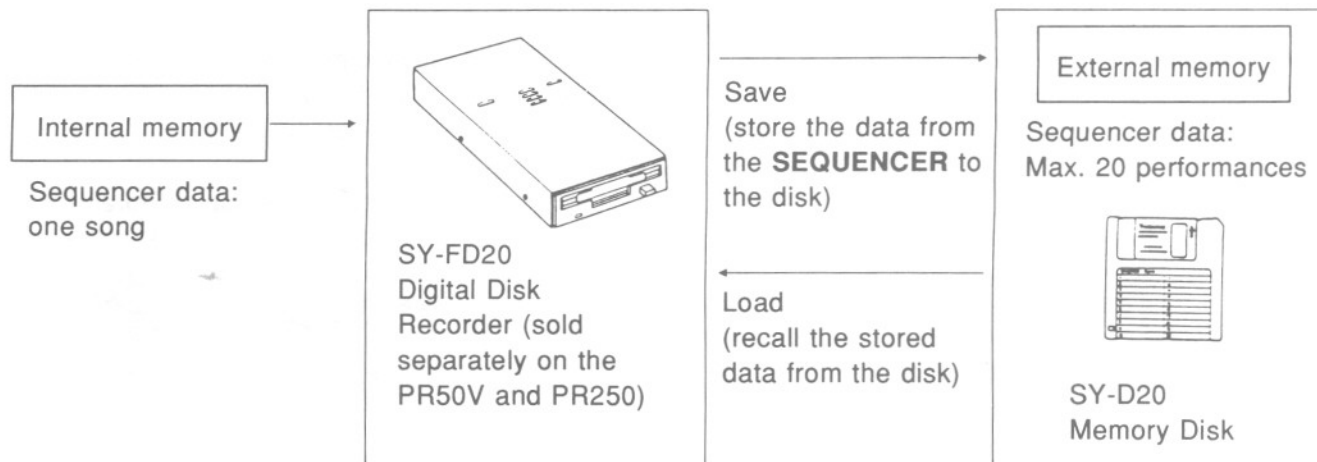 Internal memory
Sequencer data:
one song
SY-FD20
Digital Disk
Recorder (sold
separately on the
PR50V and PR250)
Save
(store the data from
the SEQUENCER to
the disk)
Load
(recall the stored
data from the disk)
External memory
Sequencer data:
Max. 20 performances
SY-D20
Memory Disk